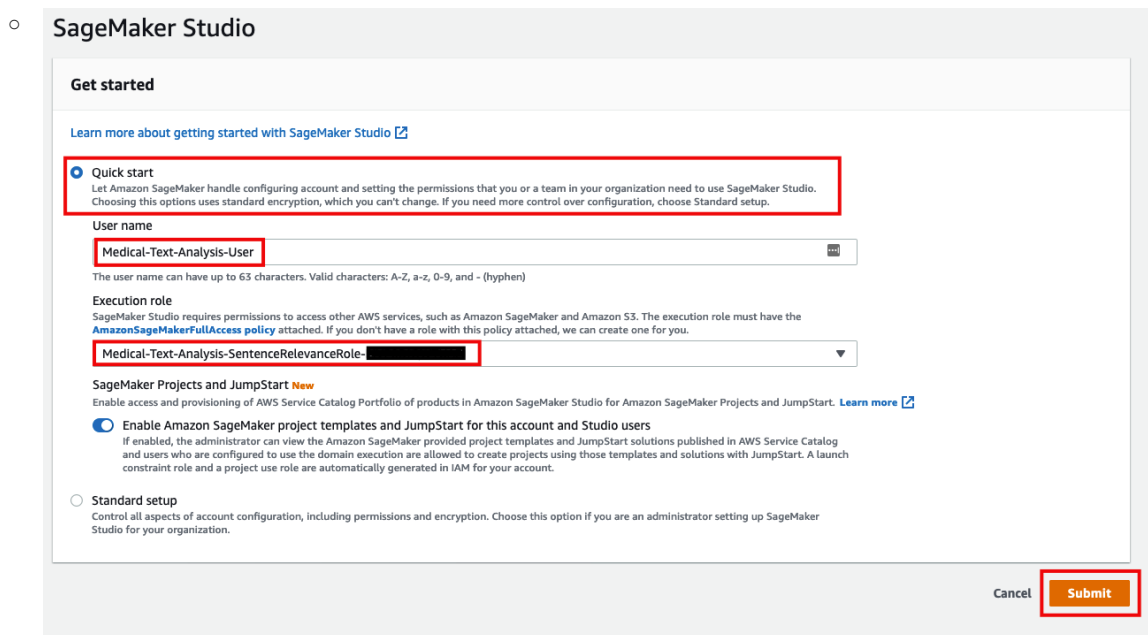 SageMaker Studio
Get started
Learn more about getting started with SageMaker Studio
Quick start
Let Amazon SageMaker handle configuring account and setting the permissions that you or a team in your organization need to use SageMaker Studio.
Choosing this options uses standard encryption, which you can't change. If you need more control over configuration, choose Standard setup.
User name
Medical-Text-Analysis-User
The user name can have up to 63 characters. Valid characters: A-Z, a-z, 0-9, and - (hyphen)
Execution role
SageMaker Studio requires permissions to access other AWS services, such as Amazon SageMaker and Amazon S3. The execution role must have the
AmazonSageMakerFullAccess policy attached. If you don't have a role with this policy attached, we can create one for you.
Medical-Text-Analysis-SentenceRelevanceRole-
SageMaker Projects and JumpStart New
Enable access and provisioning of AWS Service Catalog Portfolio of products in Amazon SageMaker Studio for Amazon SageMaker Projects and JumpStart. Learn more
Enable Amazon SageMaker project templates and JumpStart for this account and Studio users
If enabled, the administrator can view the Amazon SageMaker provided project templates and JumpStart solutions published in AWS Service Catalog
and users who are configured to use the domain execution are allowed to create projects using those templates and solutions with JumpStart. A launch
constraint role and a project use role are automatically generated in IAM for your account.
Standard setup
Control all aspects of account configuration, including permissions and encryption. Choose this option if you are an administrator setting up SageMaker
Studio for your organization.
Cancel Submit